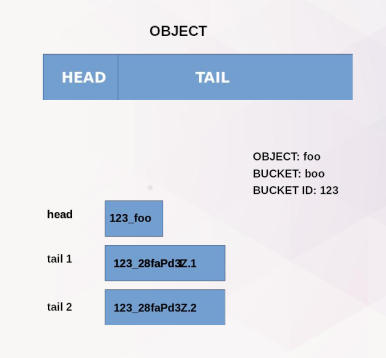 OBJECT
HEAD TAIL
OBJECT: foo
BUCKET: boo
BUCKET ID: 123
head 123_foo
tail 1 123_28faPd3Z.1
tail 2 123_28faPd3Z.2